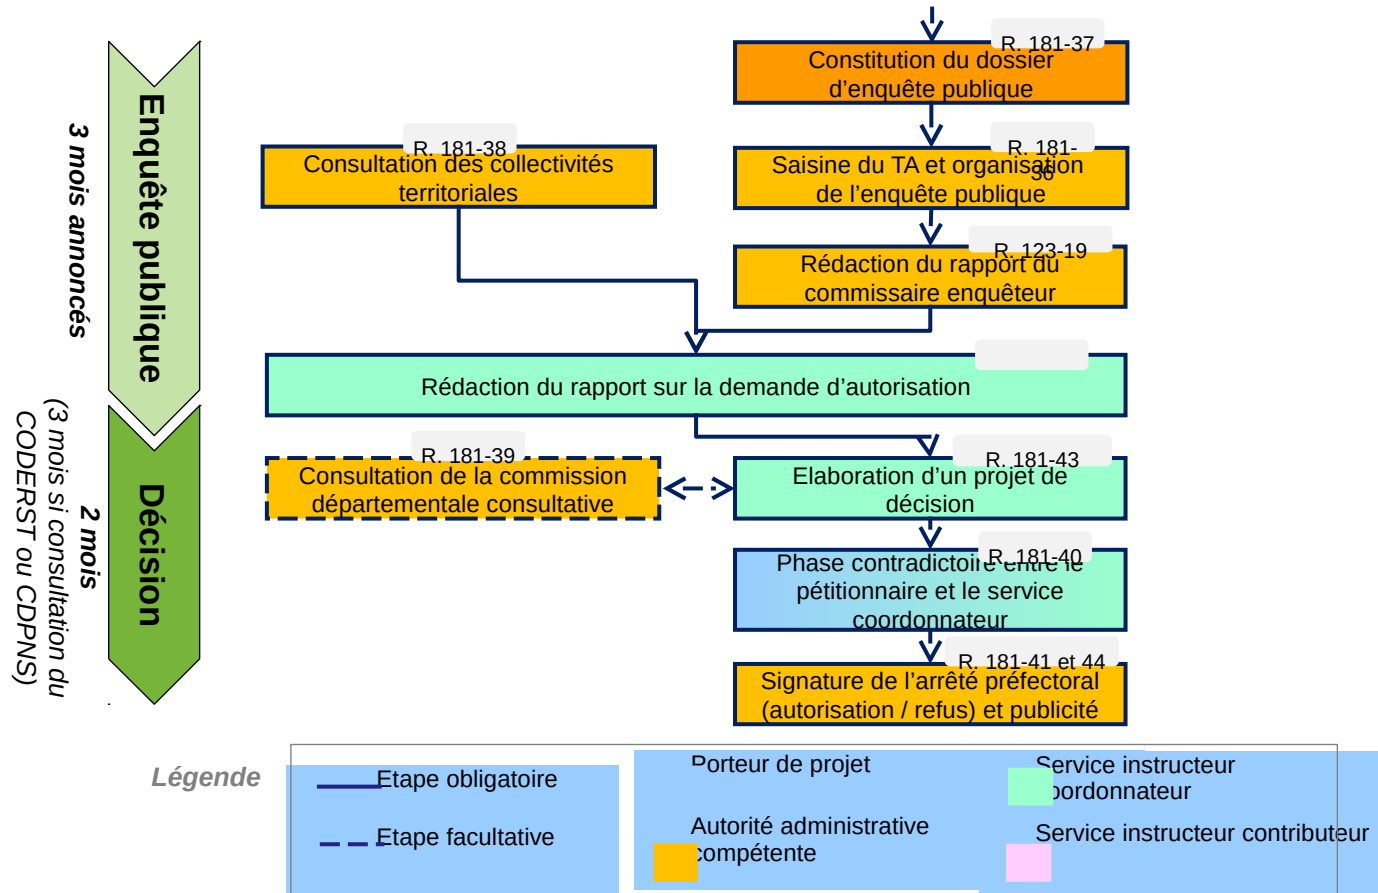 R. 181-37
Constitution du dossier
d’enquête publique
R. 181-38
Consultation des collectivités
territoriales
R. 181-
36
Saisine du TA et organisation
de l’enquête publique
R. 123-19
Rédaction du rapport du
commissaire enquêteur
Enquête publique
3 mois annoncés
Rédaction du rapport sur la demande d’autorisation
R. 181-39
Consultation de la commission
départementale consultative
R. 181-43
Elaboration d’un projet de
décision
R. 181-40
Phase contradictoire entre le
pétitionnaire et le service
coordonnateur
R. 181-41 et 44
Signature de l’arrêté préfectoral
(autorisation / refus) et publicité
Décision
2 mois
(3 mois si consultation du
CODERST ou CDPNS)
Légende
Etape obligatoire
Etape facultative
Porteur de projet
Autorité administrative
compétente
Service instructeur
coordonnateur
Service instructeur contributeur